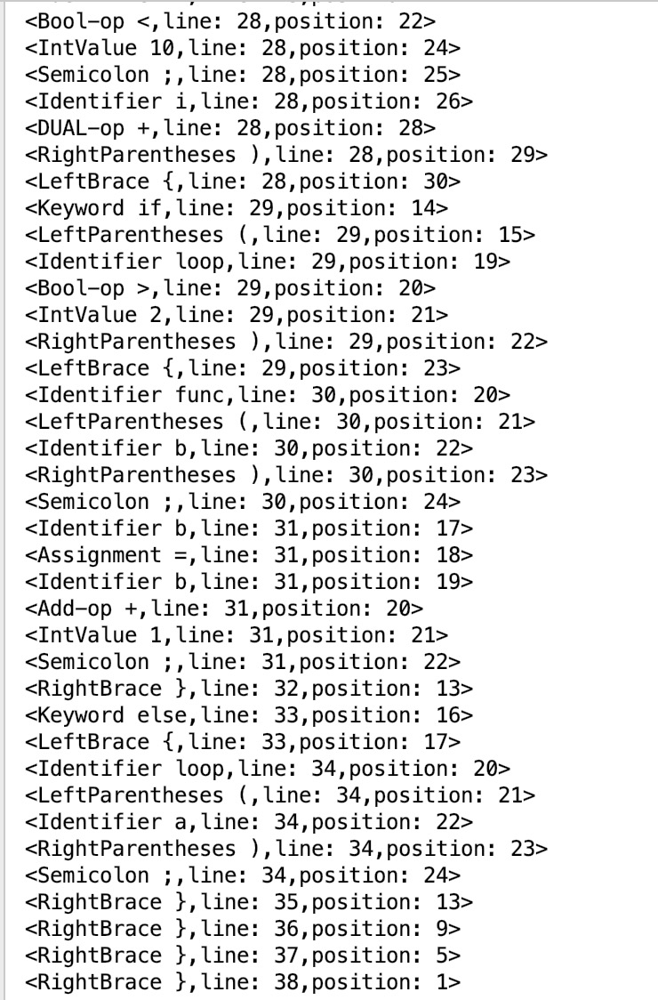 <Bool-op <,line: 28,position: 22>
<IntValue 10,line: 28,position: 24>
<Semicolon ;,line: 28,position: 25>
<Identifier i,line: 28,position: 26>
<DUAL-op +,line: 28,position: 28>
<RightParentheses ),line: 28,position: 29>
<LeftBrace {,line: 28,position: 30>
<Keyword if,line: 29,position: 14>
<LeftParentheses (,line: 29,position: 15>
<Identifier loop,line: 29,position: 19>
<Bool-op >,line: 29,position: 20>
<IntValue 2,line: 29,position: 21>
<RightParentheses ),line: 29,position: 22>
<LeftBrace {,line: 29,position: 23>
<Identifier func,line: 30,position: 20>
<LeftParentheses (,line: 30,position: 21>
<Identifier b,line: 30,position: 22>
<RightParentheses ),line: 30,position: 23>
<Semicolon ;,line: 30,position: 24>
<Identifier b,line: 31,position: 17>
<Assignment =,line: 31,position: 18>
<Identifier b,line: 31,position: 19>
<Add-op +,line: 31,position: 20>
<IntValue 1,line: 31,position: 21>
<Semicolon ;,line: 31,position: 22>
<RightBrace },line: 32,position: 13>
<Keyword else,line: 33,position: 16>
<LeftBrace {,line: 33,position: 17>
<Identifier loop,line: 34,position: 20>
<LeftParentheses (,line: 34,position: 21>
<Identifier a,line: 34,position: 22>
<RightParentheses ),line: 34,position: 23>
<Semicolon ;,line: 34,position: 24>
<RightBrace },line: 35,position: 13>
<RightBrace },line: 36,position: 9>
<RightBrace },line: 37,position: 5>
<RightBrace },line: 38,position: 1>